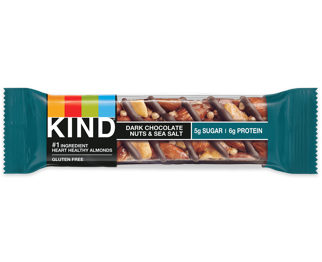 KIND
DARK CHOCOLATE
NUTS & SEA SALT
5g SUGAR | 6g PROTEIN
#1 INGREDIENT
HEART HEALTHY ALMONDS
GLUTEN FREE